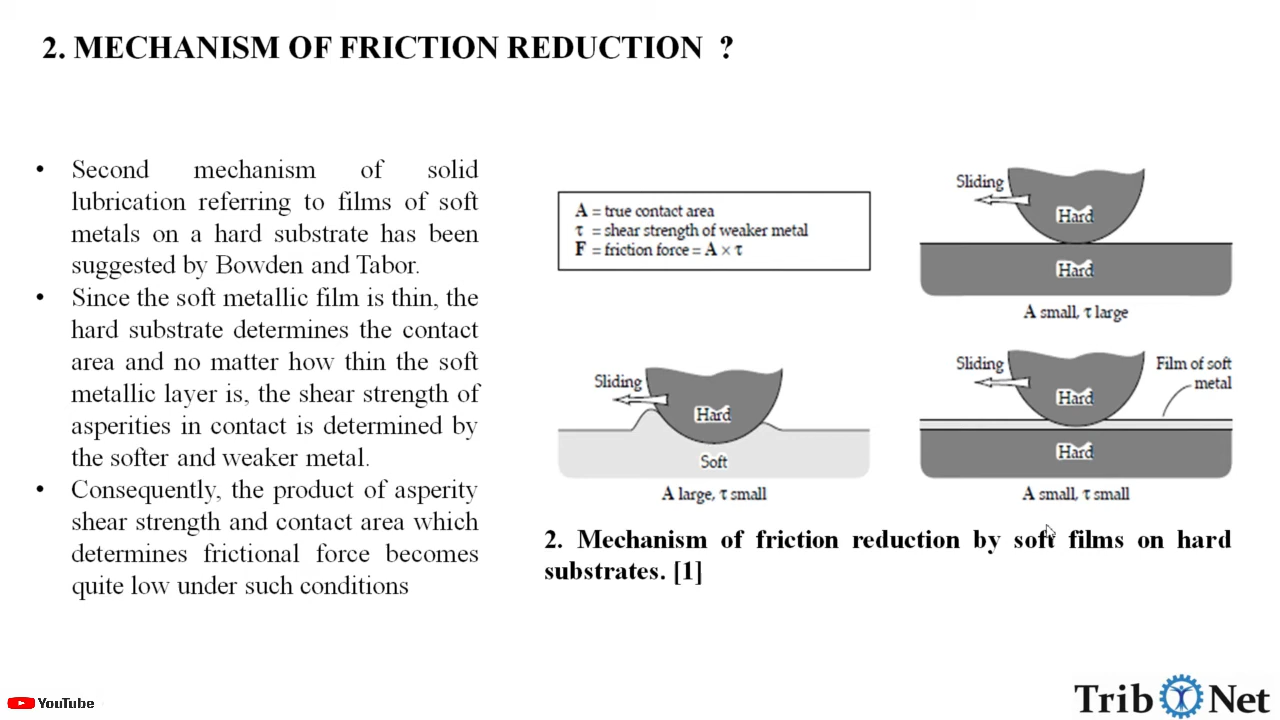 2. MECHANISM OF FRICTION REDUCTION ?
• Second mechanism of solid
lubrication referring to films of soft
metals on a hard substrate has been
suggested by Bowden and Tabor.
• Since the soft metallic film is thin, the
hard substrate determines the contact
area and no matter how thin the soft
metallic layer is, the shear strength of
asperities in contact is determined by
the softer and weaker metal.
• Consequently, the product of asperity
shear strength and contact area which
determines frictional force becomes
quite low under such conditions
A = true contact area
τ = shear strength of weaker metal
F = friction force = A × τ
Sliding
Hard
Hard
A small, τ large
Sliding
Hard
Soft
A large, τ small
Sliding
Film of soft
metal
Hard
Hard
A small, τ small
2. Mechanism of friction reduction by soft films on hard
substrates. [1]
YouTube
Trib Net